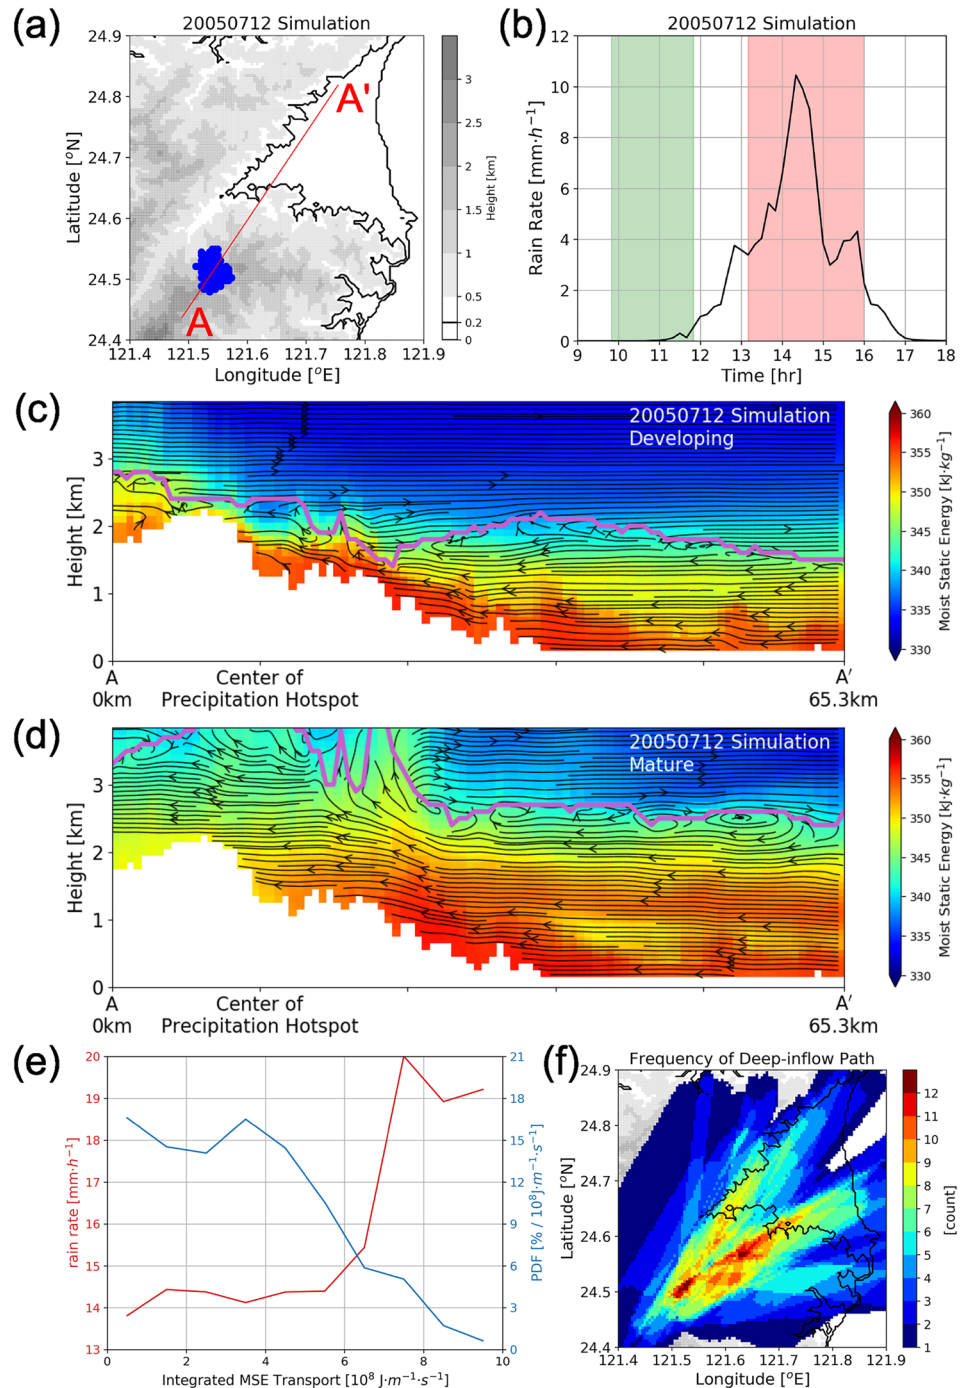 (a)
20050712 Simulation
24.9
24.8
24.7
24.6
24.5
24.4
Latitude [°N]
A'
A
121.4 121.5 121.6 121.7 121.8 121.9
Longitude [°E]
3
2.5
2
1.5
1
0.5
0.2
0
Height [km]
(b)
20050712 Simulation
12
10
8
6
4
2
0
Rain Rate [mm·h⁻¹]
9 10 11 12 13 14 15 16 17 18
Time [hr]
(c)
20050712 Simulation
Developing
3
2
1
0
Height [km]
A
0km
Center of
Precipitation Hotspot
A′
65.3km
360
355
350
345
340
335
330
Moist Static Energy [kJ·kg⁻¹]
(d)
20050712 Simulation
Mature
3
2
1
0
Height [km]
A
0km
Center of
Precipitation Hotspot
A′
65.3km
360
355
350
345
340
335
330
Moist Static Energy [kJ·kg⁻¹]
(e)
20
19
18
17
16
15
14
13
rain rate [mm·h⁻¹]
0 2 4 6 8 10
Integrated MSE Transport [10⁸ J·m⁻¹·s⁻¹]
21
18
15
12
9
6
3
0
PDF [% / 10⁸J·m⁻¹·s⁻¹]
(f)
Frequency of Deep-inflow Path
24.9
24.8
24.7
24.6
24.5
24.4
Latitude [°N]
121.4 121.5 121.6 121.7 121.8 121.9
Longitude [°E]
12
11
10
9
8
7
6
5
4
3
2
1
[count]